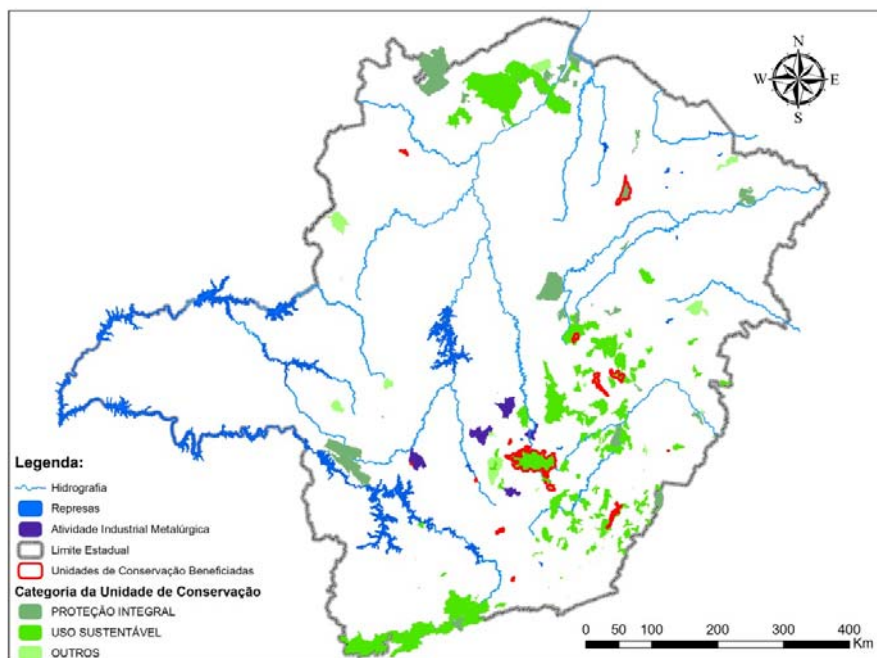 N
W E
S
Legenda:
Hidrografia
Represas
Atividade Industrial Metalúrgica
Limite Estadual
Unidades de Conservação Beneficiadas
Categoria da Unidade de Conservação
PROTEÇÃO INTEGRAL
USO SUSTENTÁVEL
OUTROS
0 50 100 200 300 400
Km